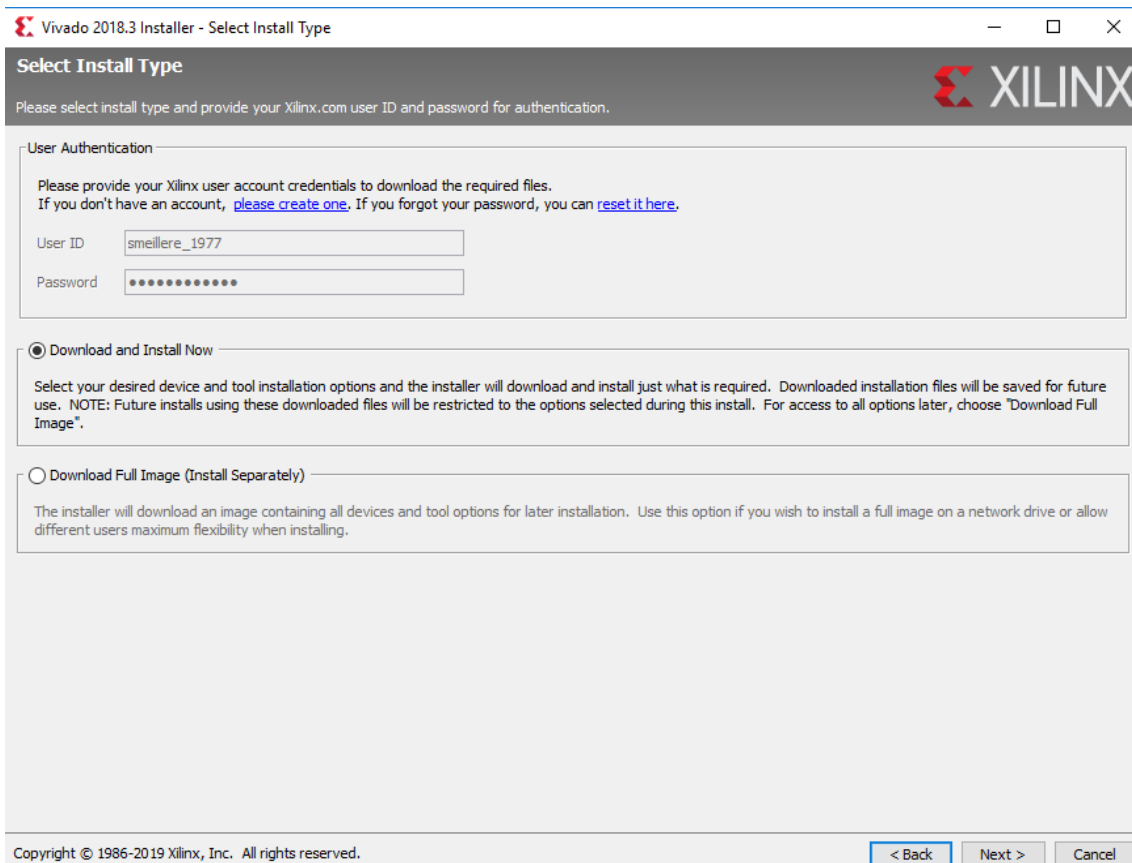 Vivado 2018.3 Installer - Select Install Type
Select Install Type
XILINX
Please select install type and provide your Xilinx.com user ID and password for authentication.
User Authentication
Please provide your Xilinx user account credentials to download the required files.
If you don't have an account, please create one. If you forgot your password, you can reset it here.
User ID smeillere_1977
Password ●●●●●●●●●●●●
Download and Install Now
Select your desired device and tool installation options and the installer will download and install just what is required. Downloaded installation files will be saved for future
use. NOTE: Future installs using these downloaded files will be restricted to the options selected during this install. For access to all options later, choose "Download Full
Image".
Download Full Image (Install Separately)
The installer will download an image containing all devices and tool options for later installation. Use this option if you wish to install a full image on a network drive or allow
different users maximum flexibility when installing.
Copyright © 1986-2019 Xilinx, Inc. All rights reserved.
< Back Next > Cancel